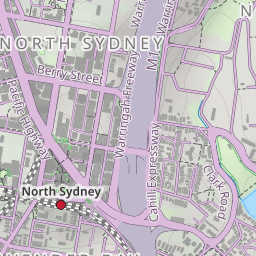 N
NORTH SYDNEY
Berry Street
Pacific Highway
Warringah Freeway
Cahill Expressway
Clark Road
North Sydney